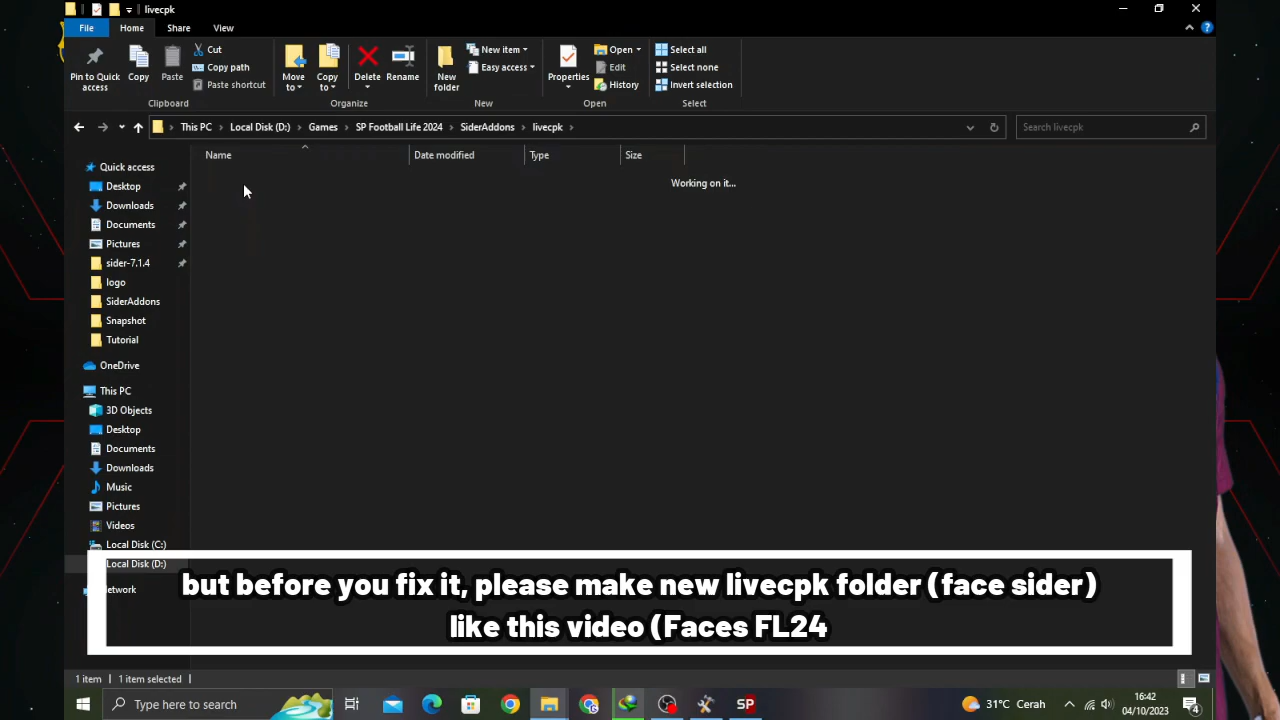 livecpk
File
Home
Share
View
Pin to Quick access
Copy
Paste
Cut
Copy path
Paste shortcut
Clipboard
Move to
Copy to
Delete
Rename
Organize
New folder
New item
Easy access
New
Properties
Open
Edit
History
Open
Select all
Select none
Invert selection
Select
This PC > Local Disk (D:) > Games > SP Football Life 2024 > SiderAddons > livecpk >
Search livecpk
Name
Date modified
Type
Size
Working on it...
Quick access
Desktop
Downloads
Documents
Pictures
sider-7.1.4
logo
SiderAddons
Snapshot
Tutorial
OneDrive
This PC
3D Objects
Desktop
Documents
Downloads
Music
Pictures
Videos
Local Disk (C:)
Local Disk (D:)
etwork
but before you fix it, please make new livecpk folder (face sider)
like this video (Faces FL24
1 item
1 item selected
Type here to search
SP
31°C Cerah
16:42
04/10/2023
4